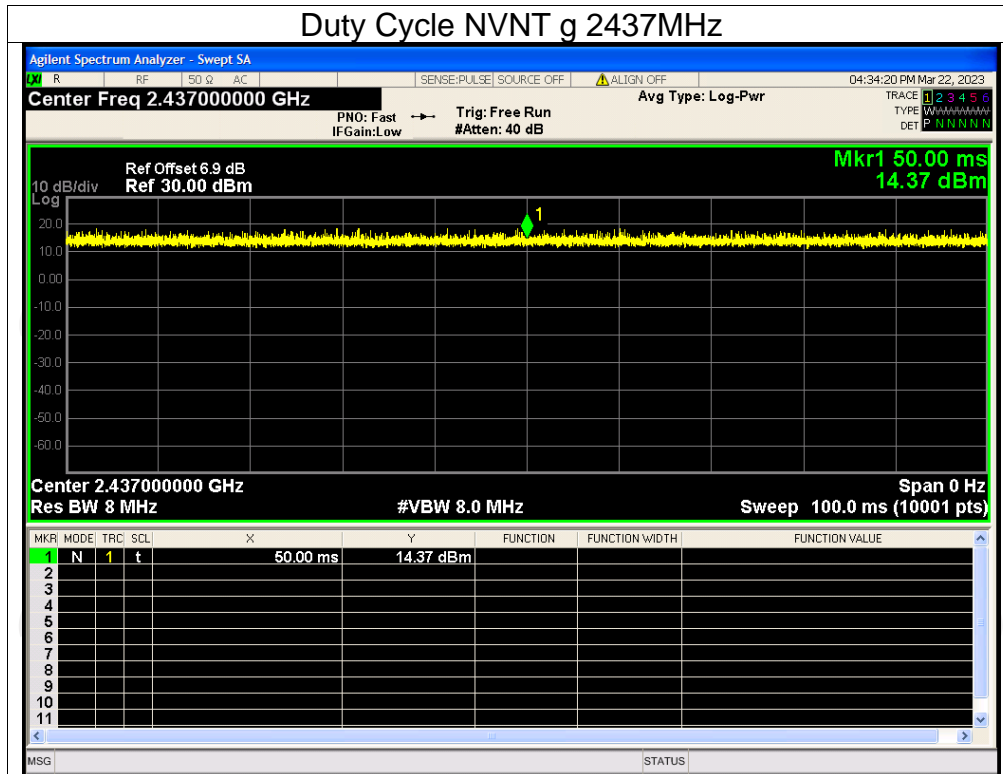 Duty Cycle NVNT g 2437MHz
Agilent Spectrum Analyzer - Swept SA
LXI R RF 50 Ω AC SENSE:PULSE SOURCE OFF ALIGN OFF 04:34:20 PM Mar 22, 2023
Center Freq 2.437000000 GHz
PNO: Fast
IFGain:Low
Trig: Free Run
#Atten: 40 dB
Avg Type: Log-Pwr
TRACE 1 2 3 4 5 6
TYPE W W W W W W
DET P N N N N N
Mkr1 50.00 ms
14.37 dBm
Ref Offset 6.9 dB
10 dB/div Ref 30.00 dBm
Log
1
20.0
10.0
0.00
-10.0
-20.0
-30.0
-40.0
-50.0
-60.0
Center 2.437000000 GHz Span 0 Hz
Res BW 8 MHz #VBW 8.0 MHz Sweep 100.0 ms (10001 pts)
MKR MODE TRC SCL X Y FUNCTION FUNCTION WIDTH FUNCTION VALUE
1 N 1 t 50.00 ms 14.37 dBm
2
3
4
5
6
7
8
9
10
11
MSG STATUS